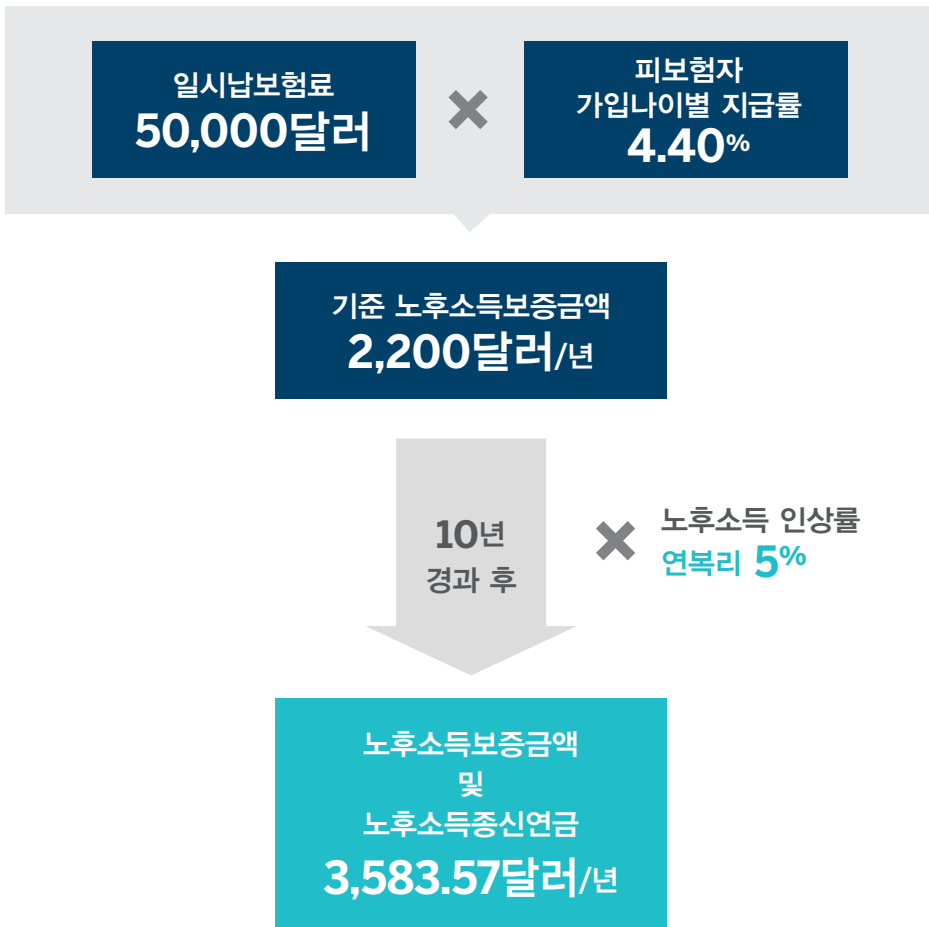 일시납보험료
50,000달러
×
피보험자
가입나이별 지급률
4.40%
기준 노후소득보증금액
2,200달러/년
10년
경과 후
×
노후소득 인상률
연복리 5%
노후소득보증금액
및
노후소득종신연금
3,583.57달러/년